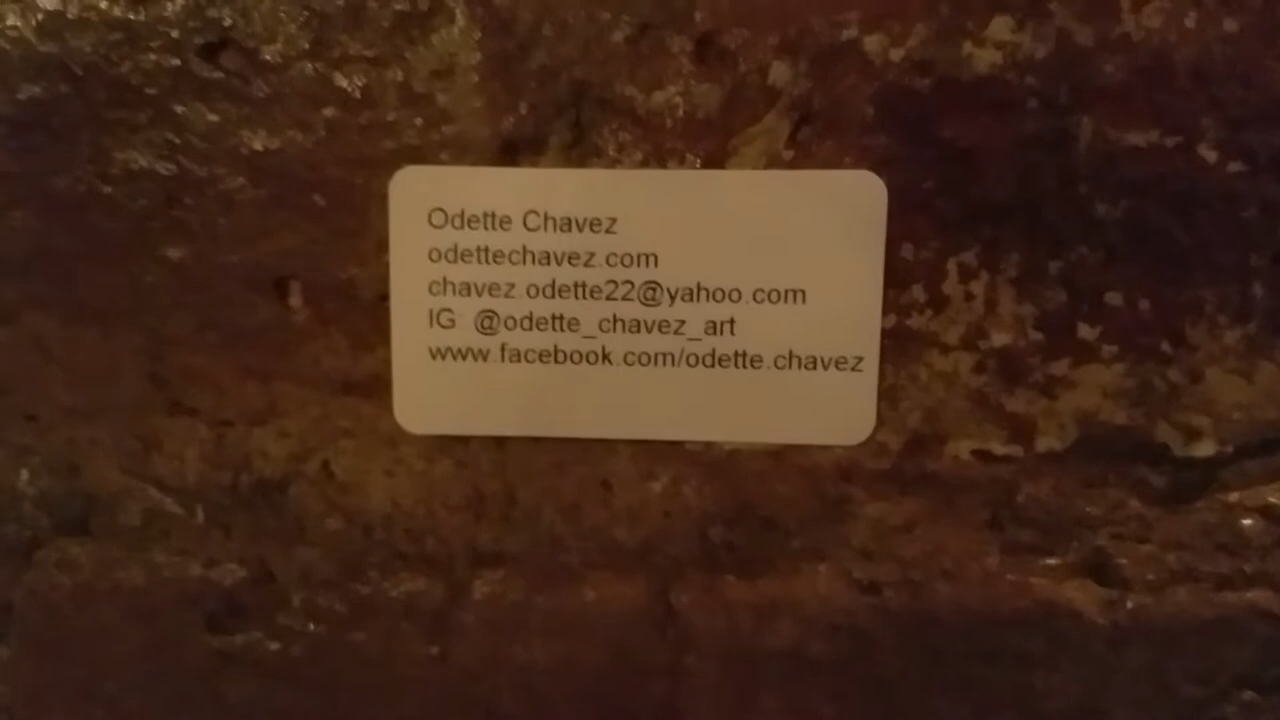 Odette Chavez
odettechavez.com
chavez.odette22@yahoo.com
IG: @odette_chavez_art
www.facebook.com/odette.chavez